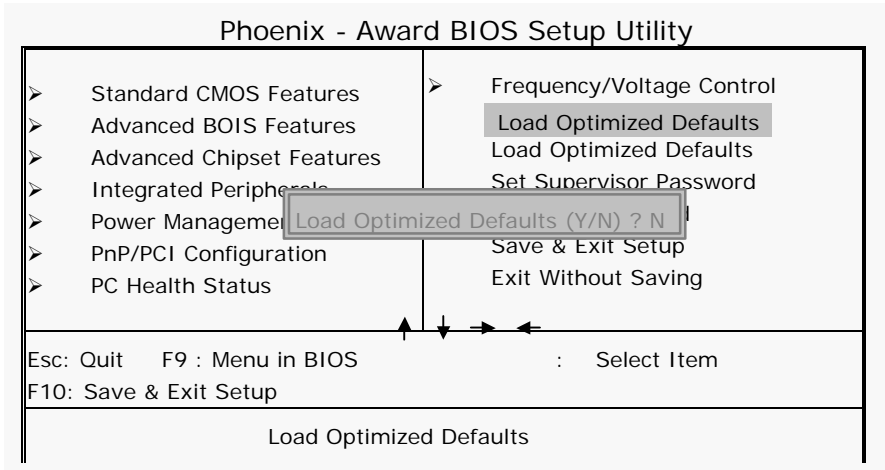 Phoenix - Award BIOS Setup Utility
Standard CMOS Features
Advanced BOIS Features
Advanced Chipset Features
Integrated Peripherals
Power Managemen
PnP/PCI Configuration
PC Health Status
Frequency/Voltage Control
Load Optimized Defaults
Load Optimized Defaults
Set Supervisor Password
Load Optimized Defaults (Y/N) ? N
Save & Exit Setup
Exit Without Saving
Esc: Quit F9 : Menu in BIOS : Select Item
F10: Save & Exit Setup
Load Optimized Defaults